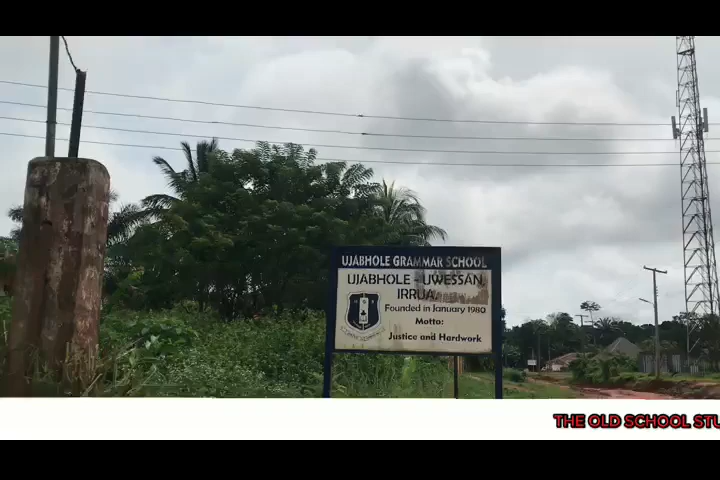 UJABHOLE GRAMMAR SCHOOL
UJABHOLE - UWESSAN
IRRUA
Founded in January 1980
Motto:
Justice and Hardwork
THE OLD SCHOOL STU